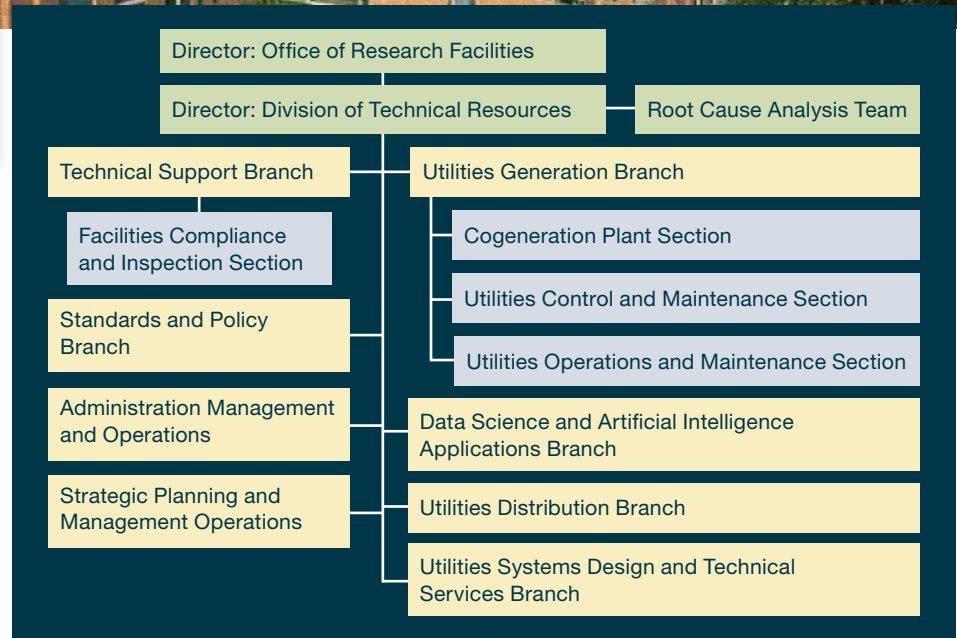 Director: Office of Research Facilities
Director: Division of Technical Resources
Root Cause Analysis Team
Technical Support Branch
Facilities Compliance
and Inspection Section
Standards and Policy
Branch
Administration Management
and Operations
Strategic Planning and
Management Operations
Utilities Generation Branch
Cogeneration Plant Section
Utilities Control and Maintenance Section
Utilities Operations and Maintenance Section
Data Science and Artificial Intelligence
Applications Branch
Utilities Distribution Branch
Utilities Systems Design and Technical
Services Branch